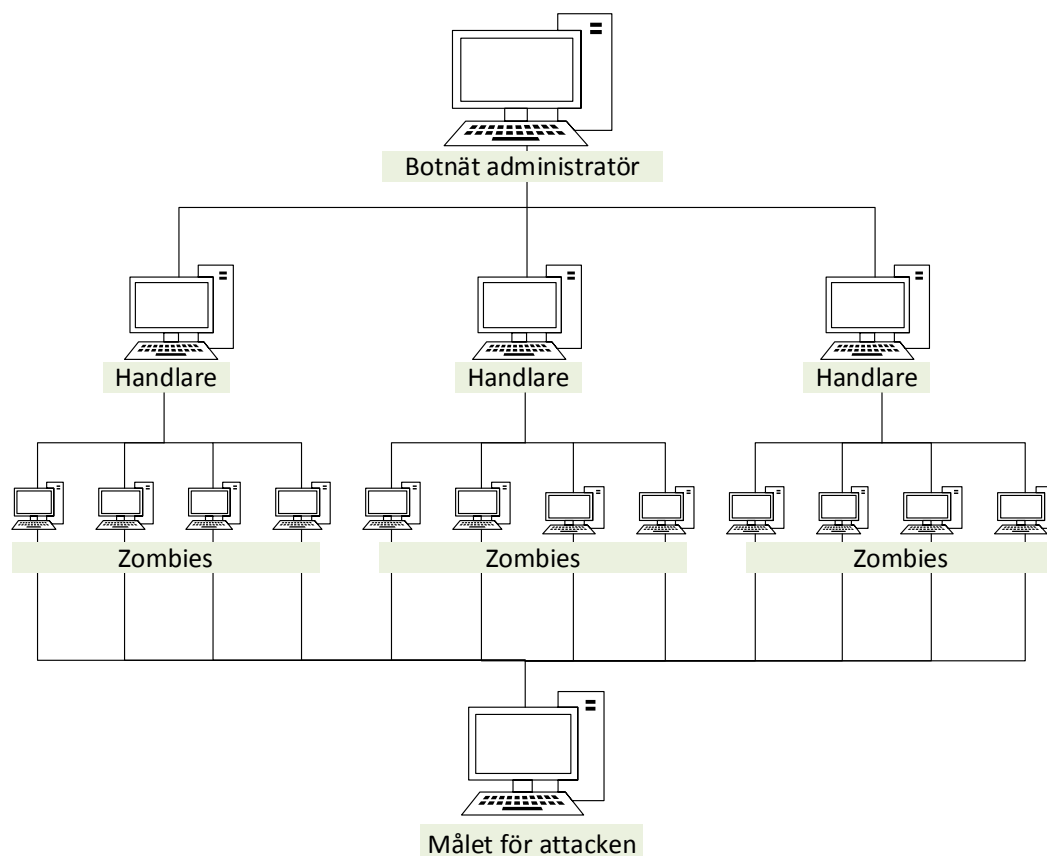 Botnät administratör
Handlare
Handlare
Handlare
Zombies
Zombies
Zombies
Målet för attacken